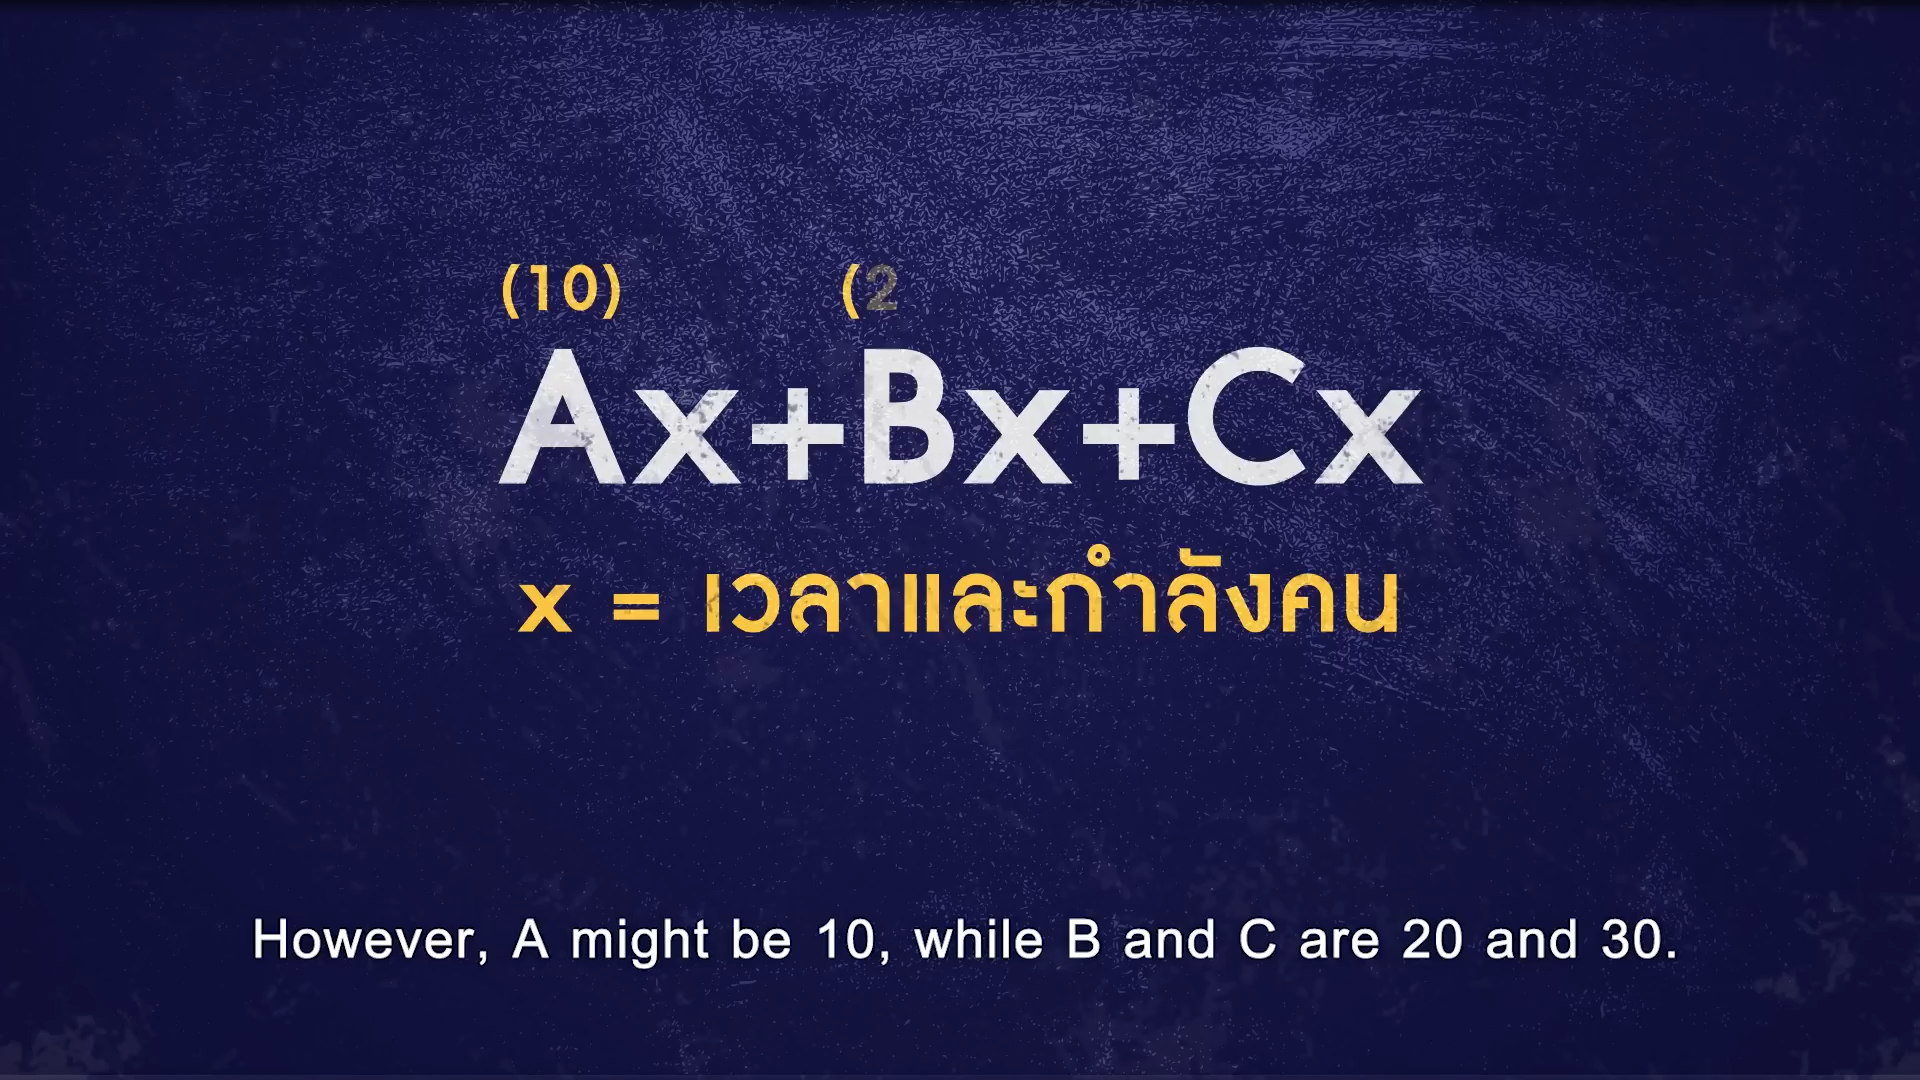 (10) (2
Ax+Bx+Cx
x = เวลาและกำลังคน
However, A might be 10, while B and C are 20 and 30.